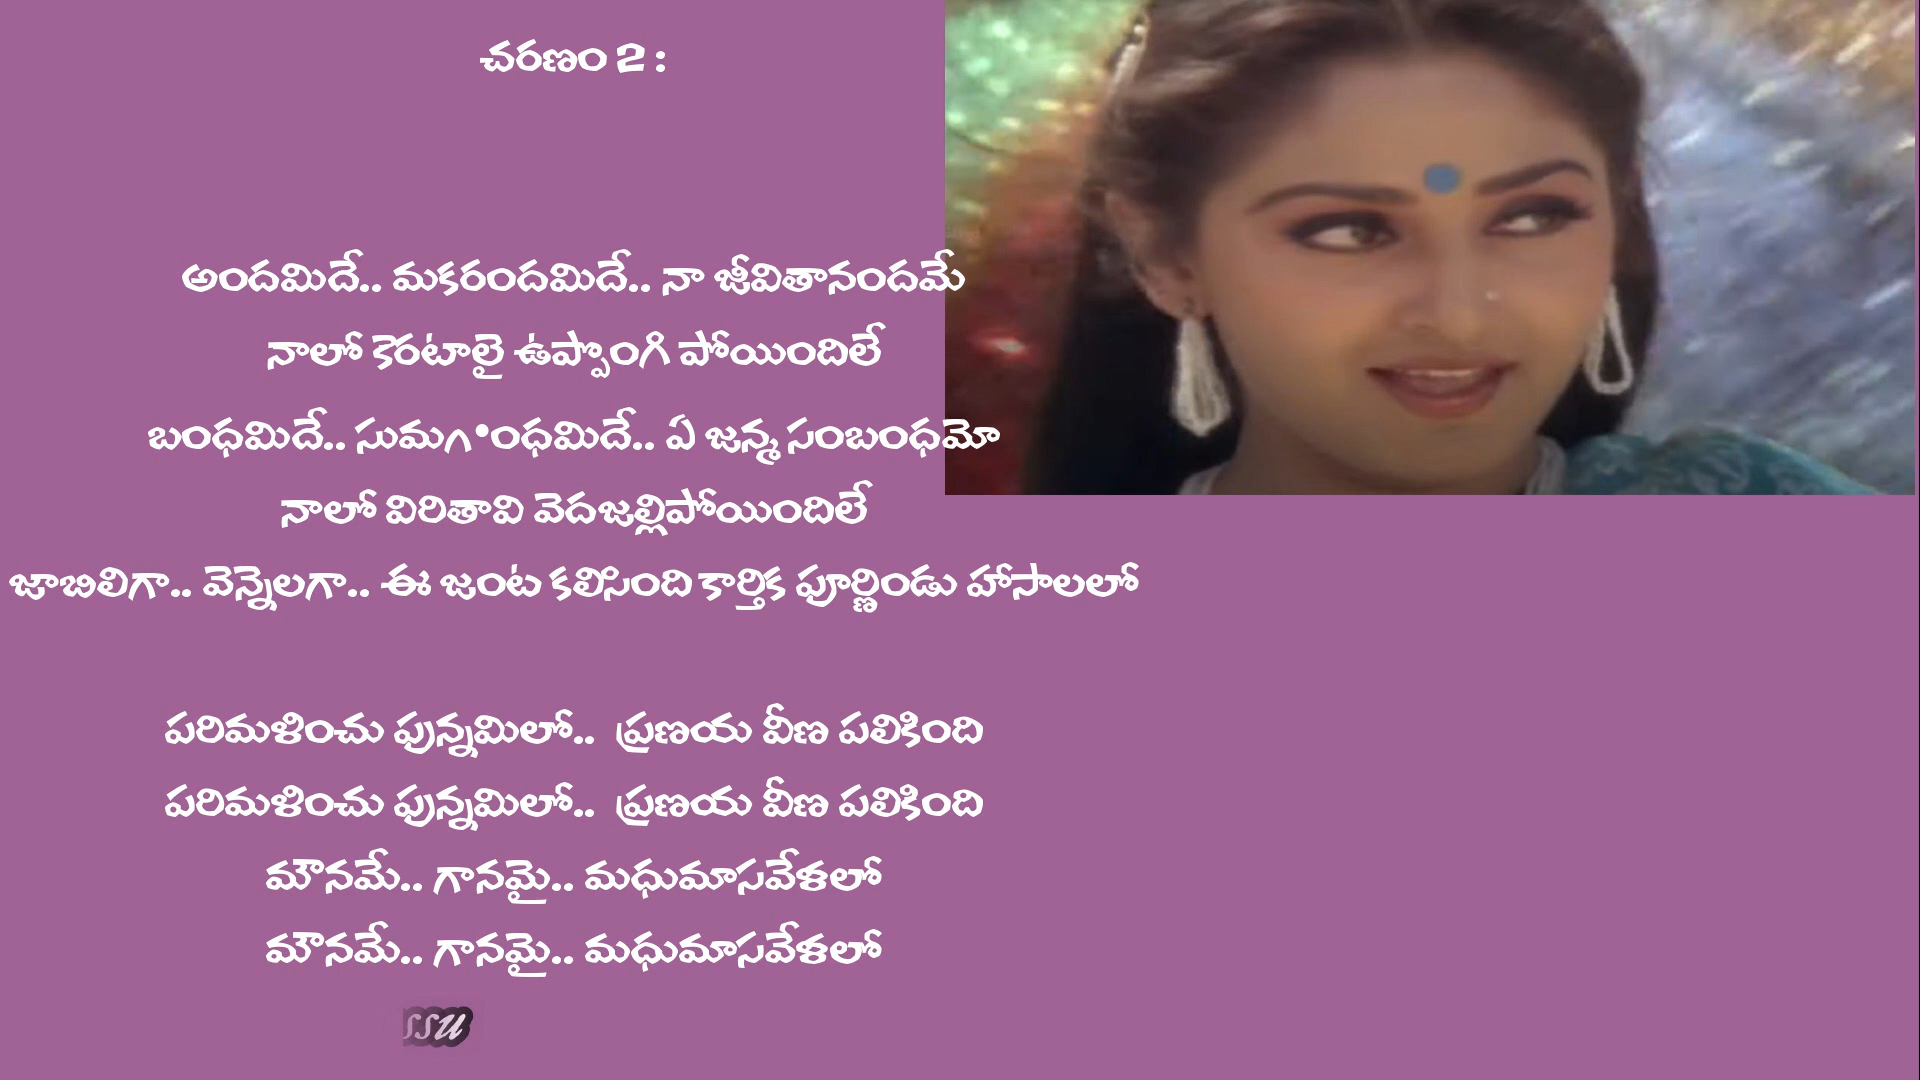 చరణం 2 :
అందమిదే.. మకరందమిదే.. నా జీవితానందమే
నాలో కెరటాలై ఉప్పొంగి పోయిందిలే
బంధమిదే.. సుమగంధమిదే.. ఏ జన్మ సంబంధమో
నాలో విరితావి వెదజల్లిపోయిందిలే
జాబిలిగా.. వెన్నెలగా.. ఈ జంట కలిసింది కార్తిక పూర్ణిండు హాసాలలో
పరిమళించు పున్నమిలో.. ప్రణయ వీణ పలికింది
పరిమళించు పున్నమిలో.. ప్రణయ వీణ పలికింది
మౌనమే.. గానమై.. మధుమాసవేళలో
మౌనమే.. గానమై.. మధుమాసవేళలో
SSU